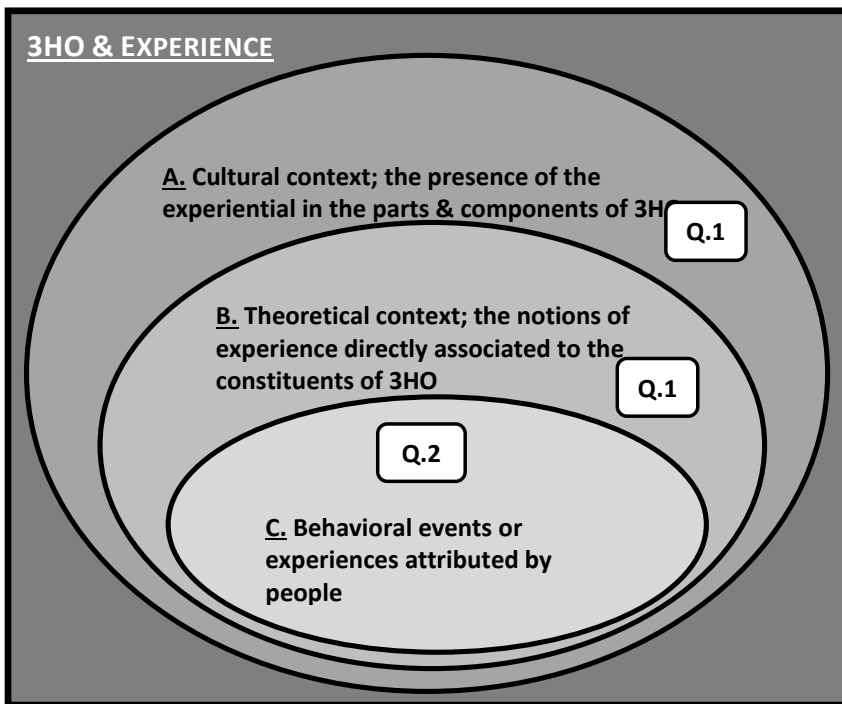 3HO & EXPERIENCE
A. Cultural context; the presence of the
experiential in the parts & components of 3H
Q.1
B. Theoretical context; the notions of
experience directly associated to the
constituents of 3HO
Q.1
Q.2
C. Behavioral events or
experiences attributed by
people